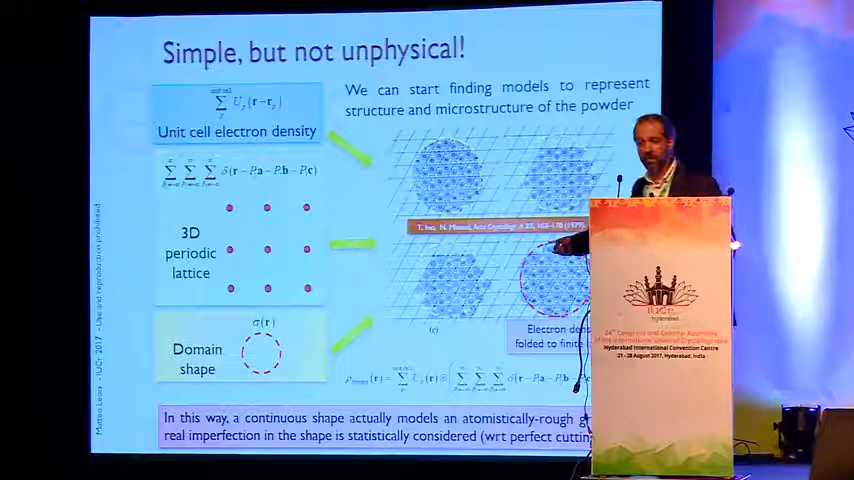 Simple, but not unphysical!
We can start finding models to represent
structure and microstructure of the powder
Unit cell electron density
3D
periodic
lattice
σ(r)
Domain
shape
T. Ino, N. Minami, Acta Crystallogr. A 35, 163-170 (1979)
(c)
Electron den
folded to finite
In this way, a continuous shape actually models an atomistically-rough g
real imperfection in the shape is statistically considered (wrt perfect cuttin
Matteo Leoni - IUCr 2017 - Use and reproduction prohibited
IUCr
hyderabad
24th Congress and General Assembly
of the International Union of Crystallography
Hyderabad International Convention Centre
21 - 28 August 2017, Hyderabad, India